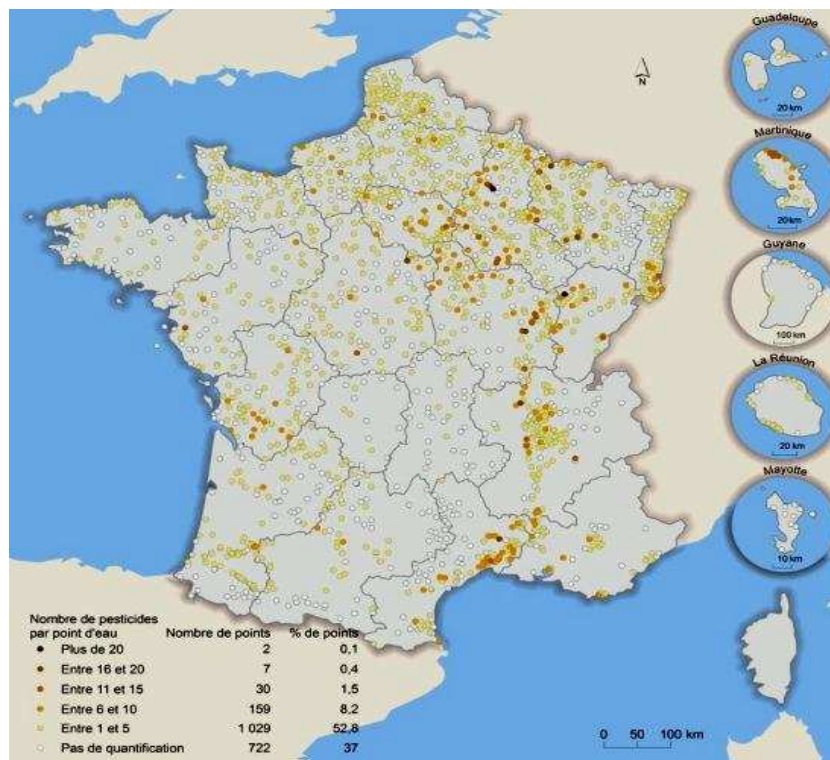 Guadeloupe
20 km
N
Martinique
20 km
Guyane
100 km
La Réunion
20 km
Mayotte
10 km
Nombre de pesticides
par point d'eau Nombre de points % de points
Plus de 20 2 0,1
Entre 16 et 20 7 0,4
Entre 11 et 15 30 1,5
Entre 6 et 10 159 8,2
Entre 1 et 5 1 029 52,8
Pas de quantification 722 37
0 50 100 km